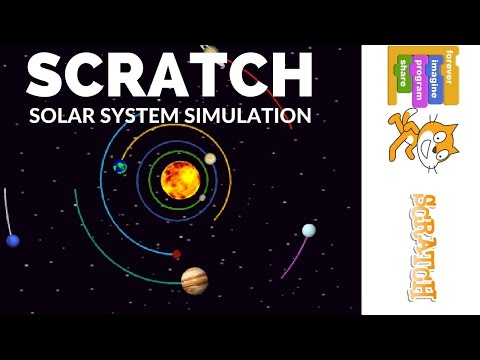 SCRATCH
SOLAR SYSTEM SIMULATION
forever
imagine
program
share
SCRATCH